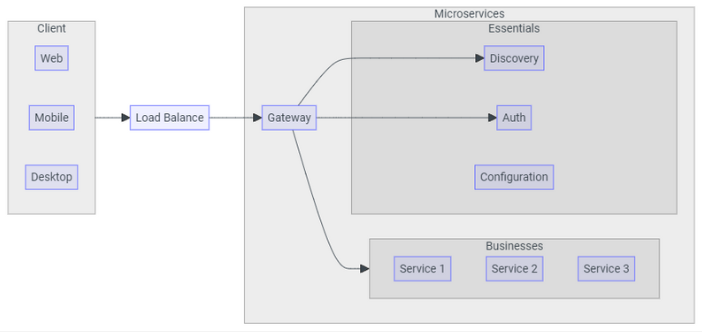 Microservices
Client
Essentials
Web
Discovery
Mobile
Load Balance
Gateway
Auth
Desktop
Configuration
Businesses
Service 1
Service 2
Service 3